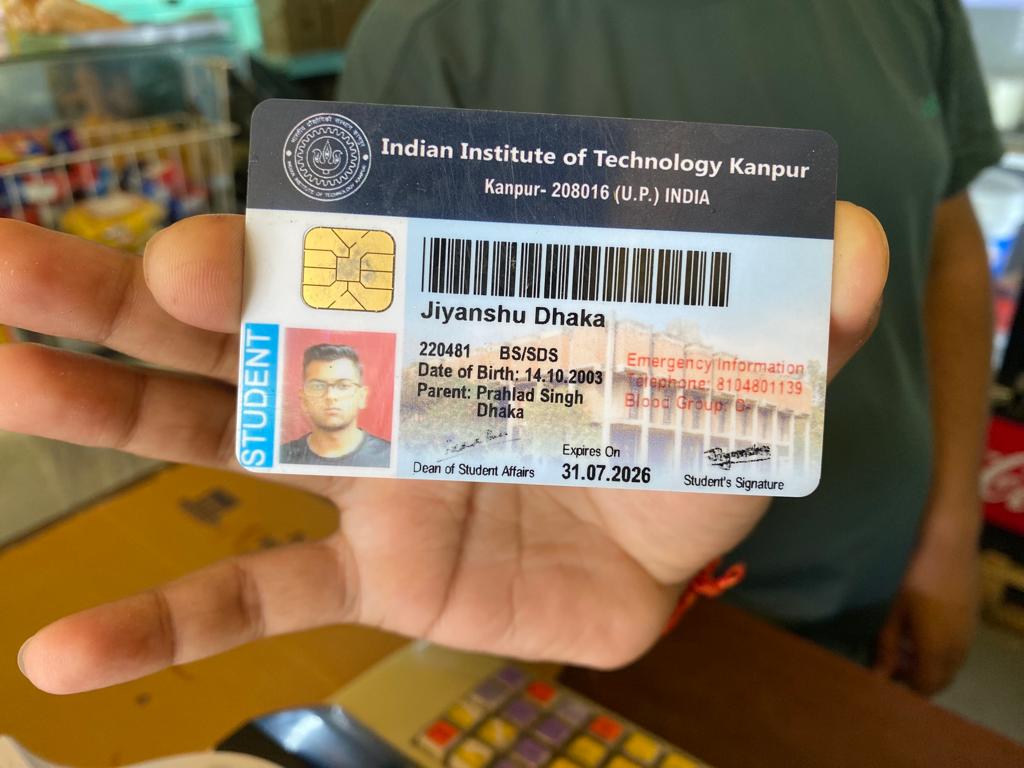 Indian Institute of Technology Kanpur
Kanpur- 208016 (U.P.) INDIA
Jiyanshu Dhaka
220481 BS/SDS
Date of Birth: 14.10.2003
Parent: Prahlad Singh
Dhaka
Emergency Information
Telephone: 8104801139
Blood Group:
STUDENT
Expires On
31.07.2026
Dean of Student Affairs
Student's Signature